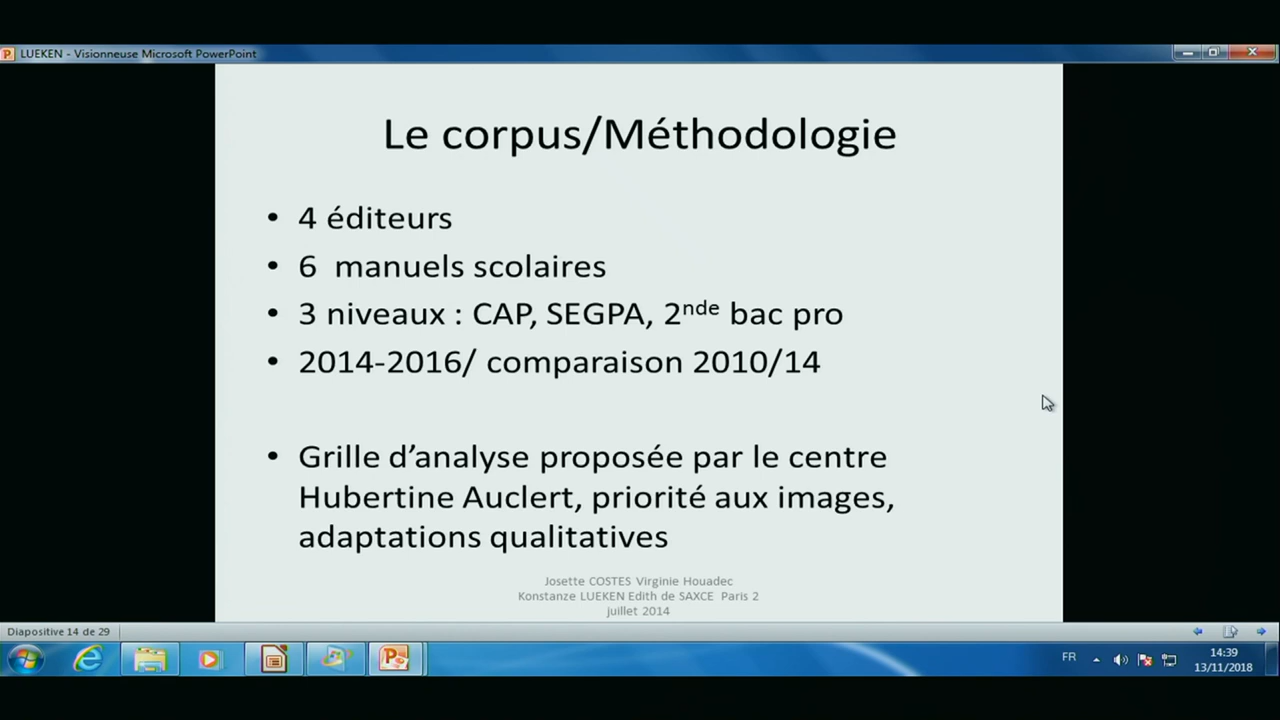 LUEKEN - Visionneuse Microsoft PowerPoint
Le corpus/Méthodologie
• 4 éditeurs
• 6 manuels scolaires
• 3 niveaux : CAP, SEGPA, 2nde bac pro
• 2014-2016/ comparaison 2010/14
• Grille d’analyse proposée par le centre
Hubertine Auclert, priorité aux images,
adaptations qualitatives
Josette COSTES Virginie Houadec
Konstanze LUEKEN Edith de SAXCE Paris 2
juillet 2014
Diapositive 14 de 29
FR
14:39
13/11/2018